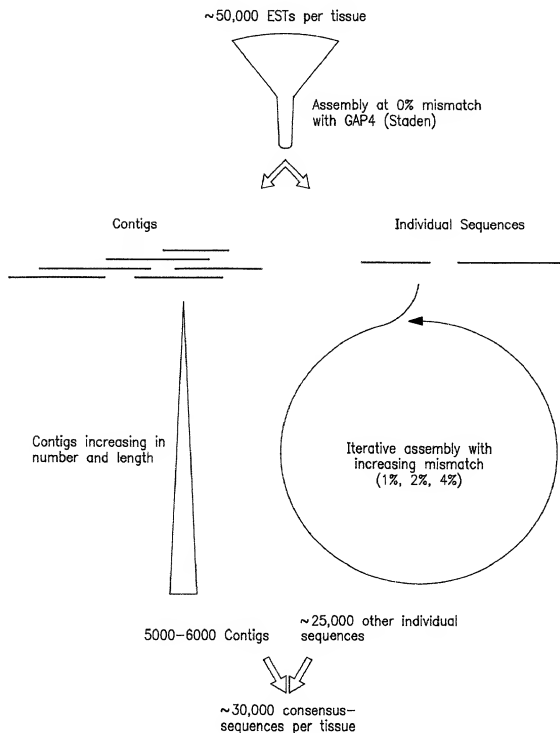 ~50,000 ESTs per tissue
Assembly at 0% mismatch
with GAP4 (Staden)
Contigs
Individual Sequences
Contigs increasing in
number and length
Iterative assembly with
increasing mismatch
(1%, 2%, 4%)
5000–6000 Contigs
~25,000 other individual
sequences
~30,000 consensus–
sequences per tissue